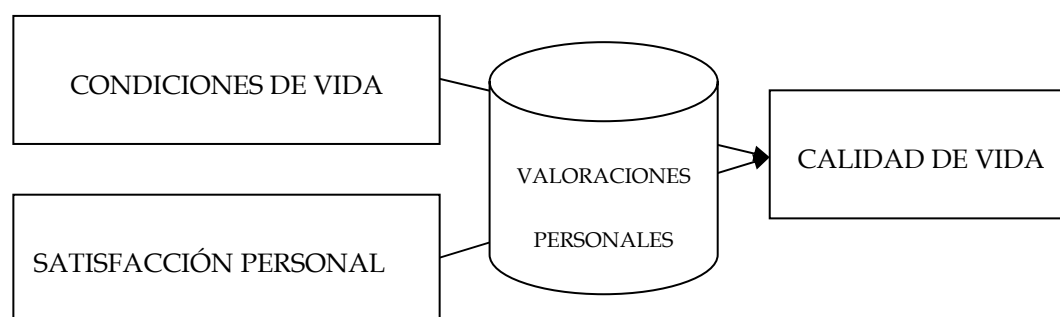 CONDICIONES DE VIDA
SATISFACCIÓN PERSONAL
VALORACIONES
PERSONALES
CALIDAD DE VIDA